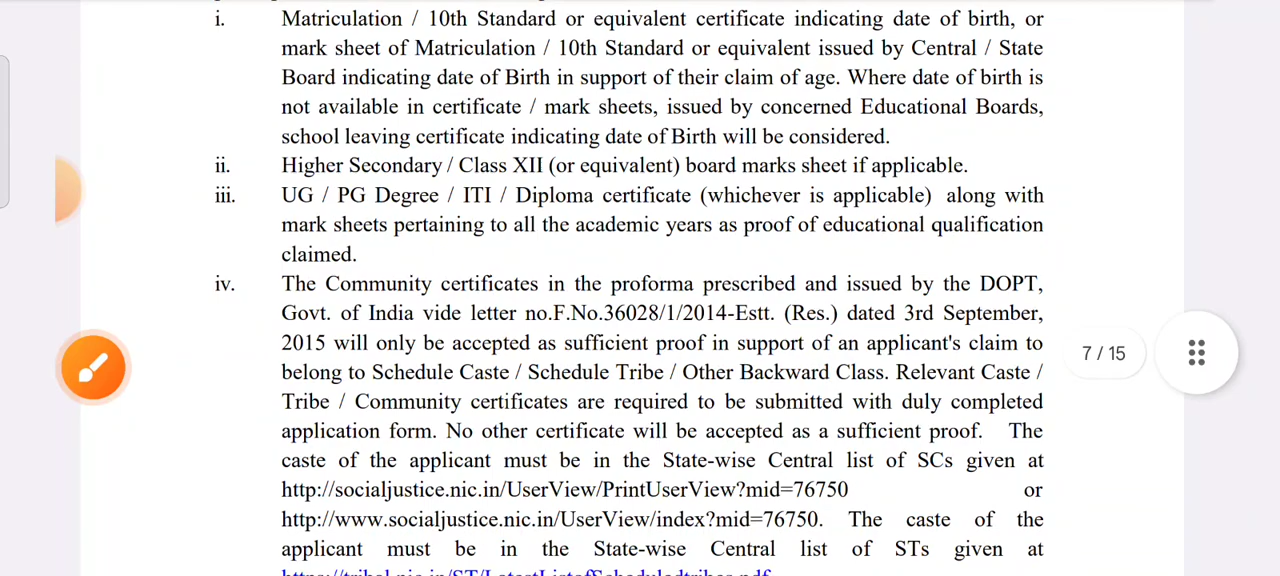 i. Matriculation / 10th Standard or equivalent certificate indicating date of birth, or
mark sheet of Matriculation / 10th Standard or equivalent issued by Central / State
Board indicating date of Birth in support of their claim of age. Where date of birth is
not available in certificate / mark sheets, issued by concerned Educational Boards,
school leaving certificate indicating date of Birth will be considered.
ii. Higher Secondary / Class XII (or equivalent) board marks sheet if applicable.
iii. UG / PG Degree / ITI / Diploma certificate (whichever is applicable) along with
mark sheets pertaining to all the academic years as proof of educational qualification
claimed.
iv. The Community certificates in the proforma prescribed and issued by the DOPT,
Govt. of India vide letter no.F.No.36028/1/2014-Estt. (Res.) dated 3rd September,
2015 will only be accepted as sufficient proof in support of an applicant's claim to
belong to Schedule Caste / Schedule Tribe / Other Backward Class. Relevant Caste /
Tribe / Community certificates are required to be submitted with duly completed
application form. No other certificate will be accepted as a sufficient proof. The
caste of the applicant must be in the State-wise Central list of SCs given at
http://socialjustice.nic.in/UserView/PrintUserView?mid=76750 or
http://www.socialjustice.nic.in/UserView/index?mid=76750. The caste of the
applicant must be in the State-wise Central list of STs given at
https://tribal.nic.in/ST/LatestListofScheduledtribes.pdf
7 / 15